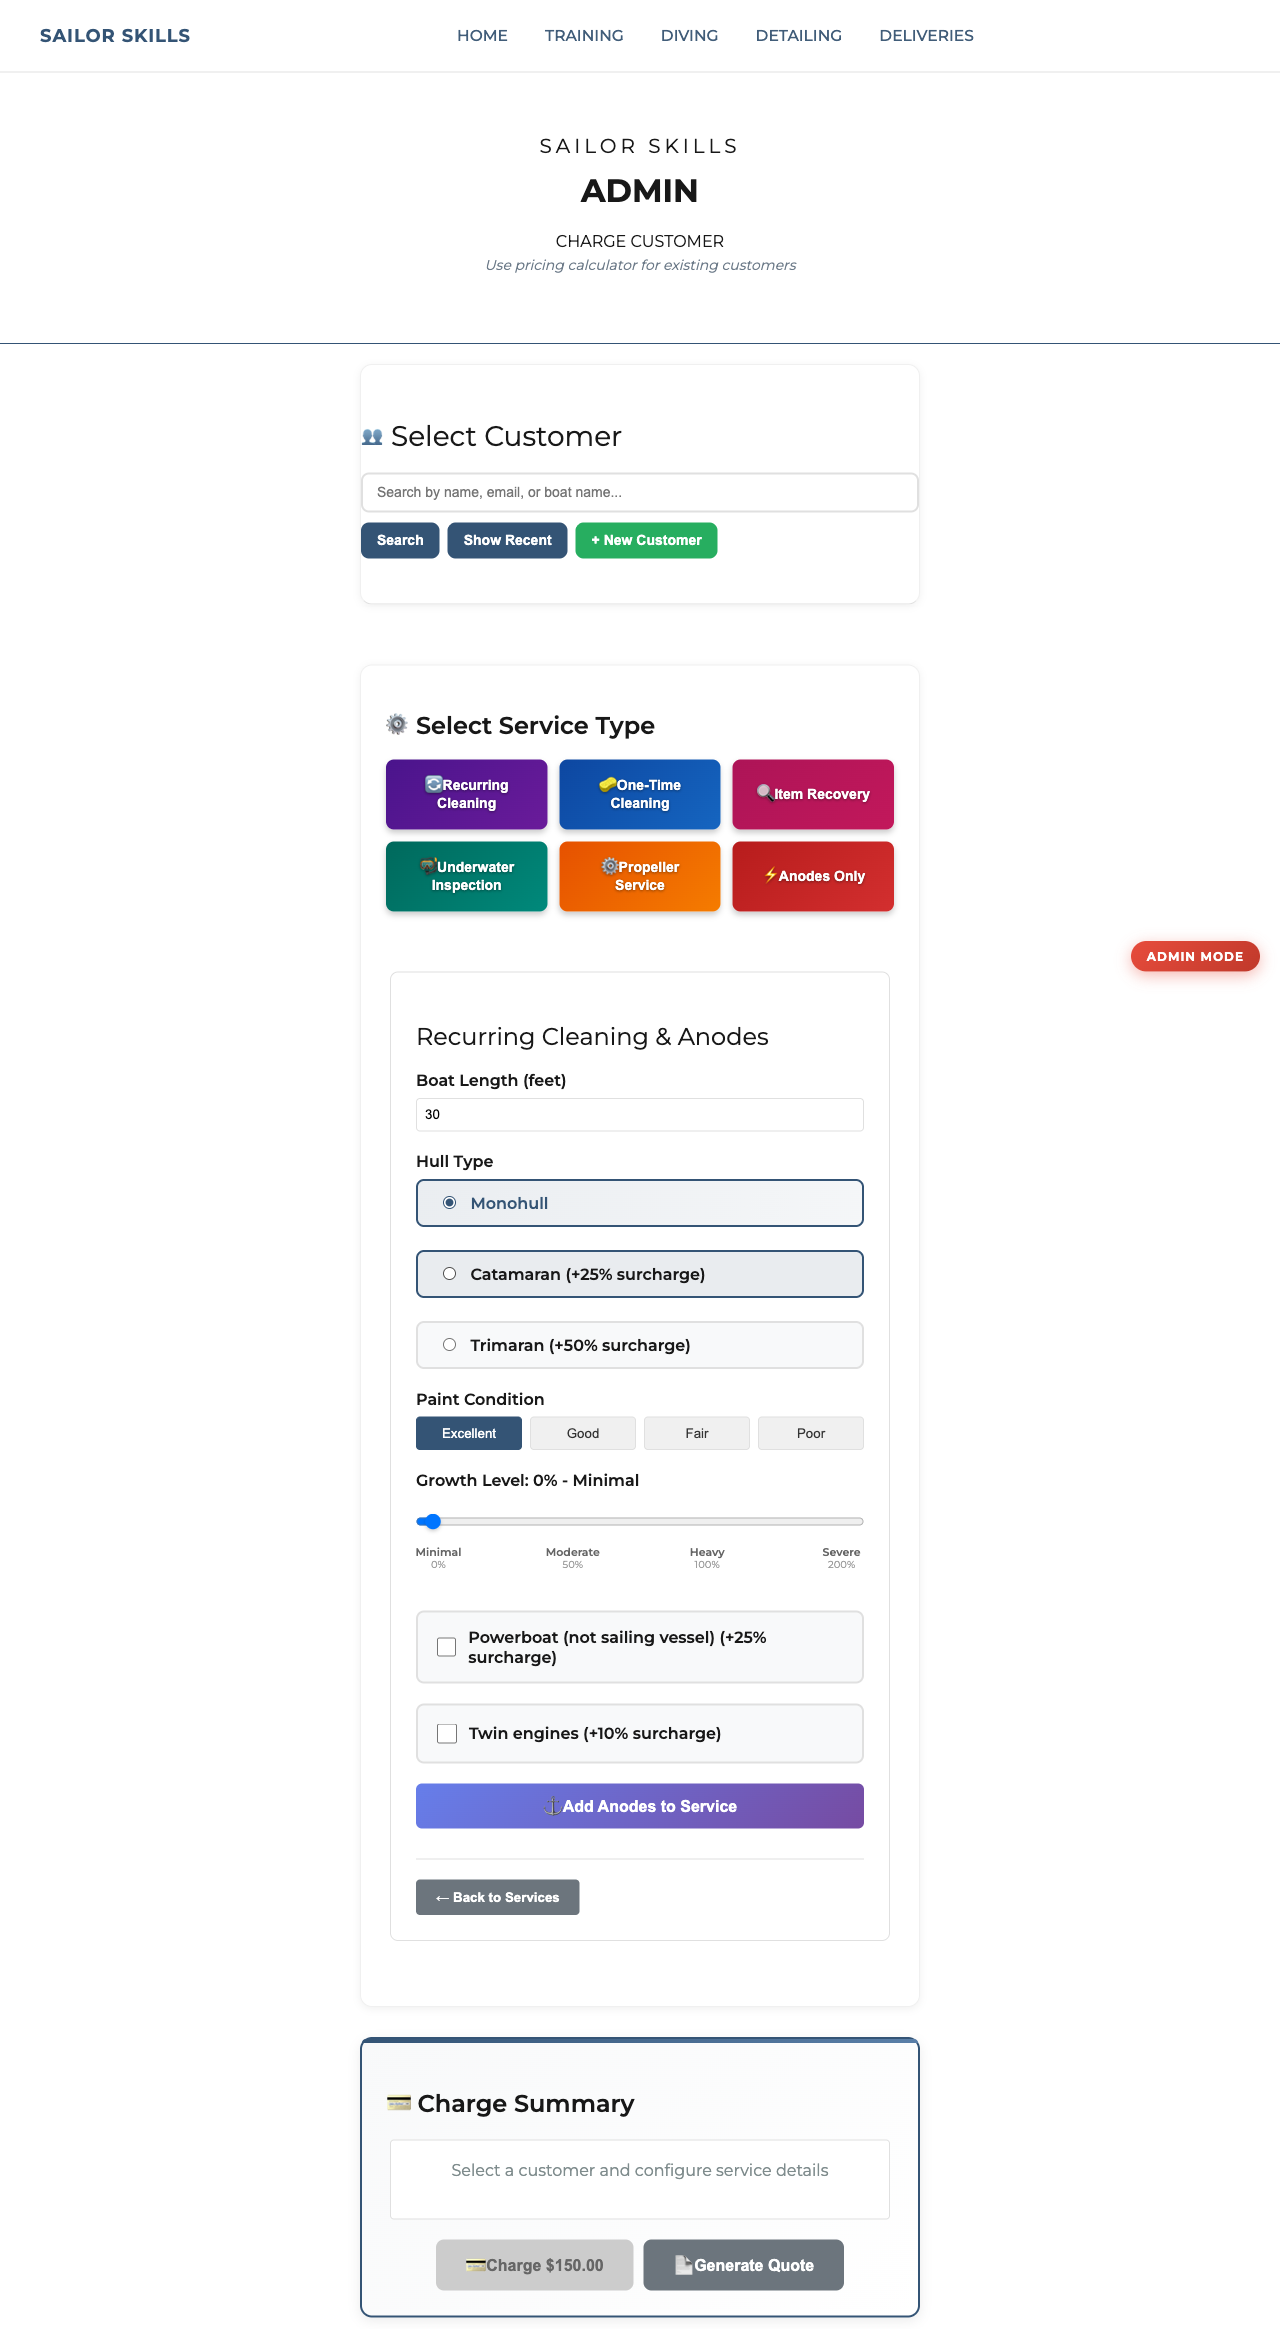 SAILOR SKILLS
HOME TRAINING DIVING DETAILING DELIVERIES
SAILOR SKILLS
ADMIN
CHARGE CUSTOMER
Use pricing calculator for existing customers
👥 Select Customer
Search by name, email, or boat name...
Search Show Recent + New Customer
⚙️ Select Service Type
🔄Recurring
Cleaning
🧽One-Time
Cleaning
🔍Item Recovery
🤿Underwater
Inspection
⚙️Propeller
Service
⚡Anodes Only
ADMIN MODE
Recurring Cleaning & Anodes
Boat Length (feet)
30
Hull Type
Monohull
Catamaran (+25% surcharge)
Trimaran (+50% surcharge)
Paint Condition
Excellent Good Fair Poor
Growth Level: 0% - Minimal
Minimal Moderate Heavy Severe
0% 50% 100% 200%
Powerboat (not sailing vessel) (+25%
surcharge)
Twin engines (+10% surcharge)
⚓Add Anodes to Service
← Back to Services
💳 Charge Summary
Select a customer and configure service details
💳Charge $150.00 📄Generate Quote